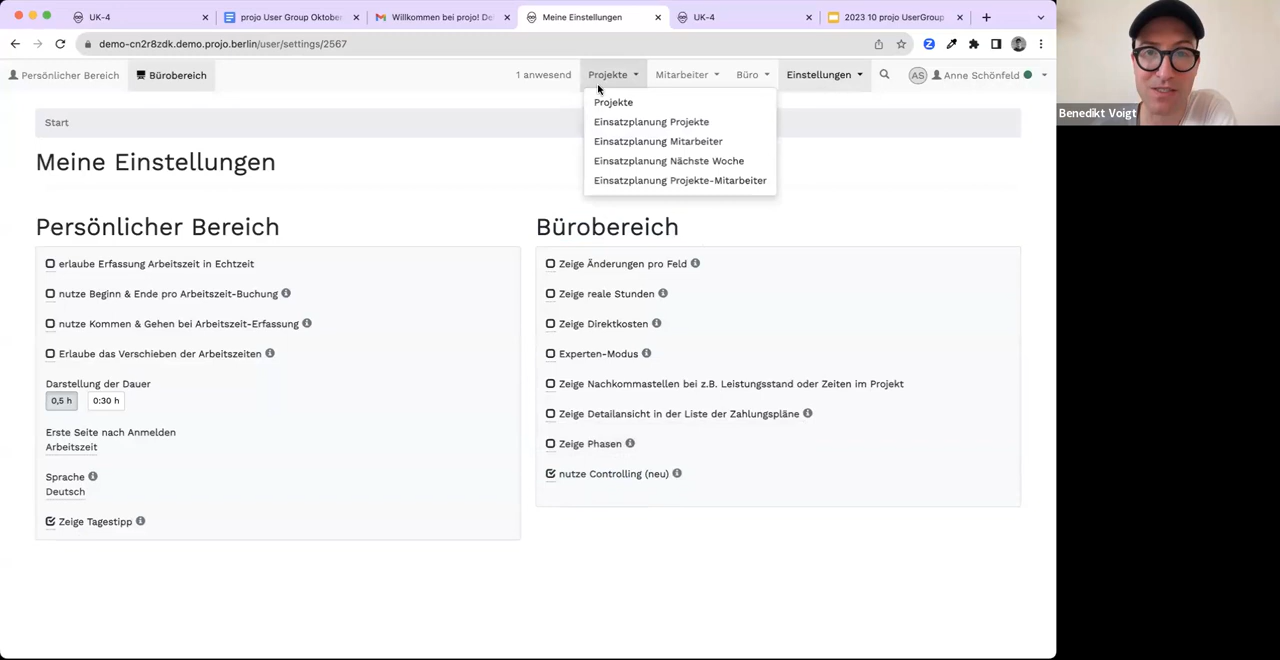 UK-4
projo User Group Oktober
Willkommen bei projo! De
Meine Einstellungen
UK-4
2023 10 projo UserGroup
demo-cn2r8zdk.demo.projo.berlin/user/settings/2567
Persönlicher Bereich
Bürobereich
1 anwesend
Projekte
Mitarbeiter
Büro
Einstellungen
AS
Anne Schönfeld
Projekte
Einsatzplanung Projekte
Einsatzplanung Mitarbeiter
Einsatzplanung Nächste Woche
Einsatzplanung Projekte-Mitarbeiter
Benedikt Voigt
Start
Meine Einstellungen
Persönlicher Bereich
erlaube Erfassung Arbeitszeit in Echtzeit
nutze Beginn & Ende pro Arbeitszeit-Buchung
nutze Kommen & Gehen bei Arbeitszeit-Erfassung
Erlaube das Verschieben der Arbeitszeiten
Darstellung der Dauer
0,5 h 0:30 h
Erste Seite nach Anmelden
Arbeitszeit
Sprache
Deutsch
Zeige Tagestipp
Bürobereich
Zeige Änderungen pro Feld
Zeige reale Stunden
Zeige Direktkosten
Experten-Modus
Zeige Nachkommastellen bei z.B. Leistungsstand oder Zeiten im Projekt
Zeige Detailansicht in der Liste der Zahlungspläne
Zeige Phasen
nutze Controlling (neu)